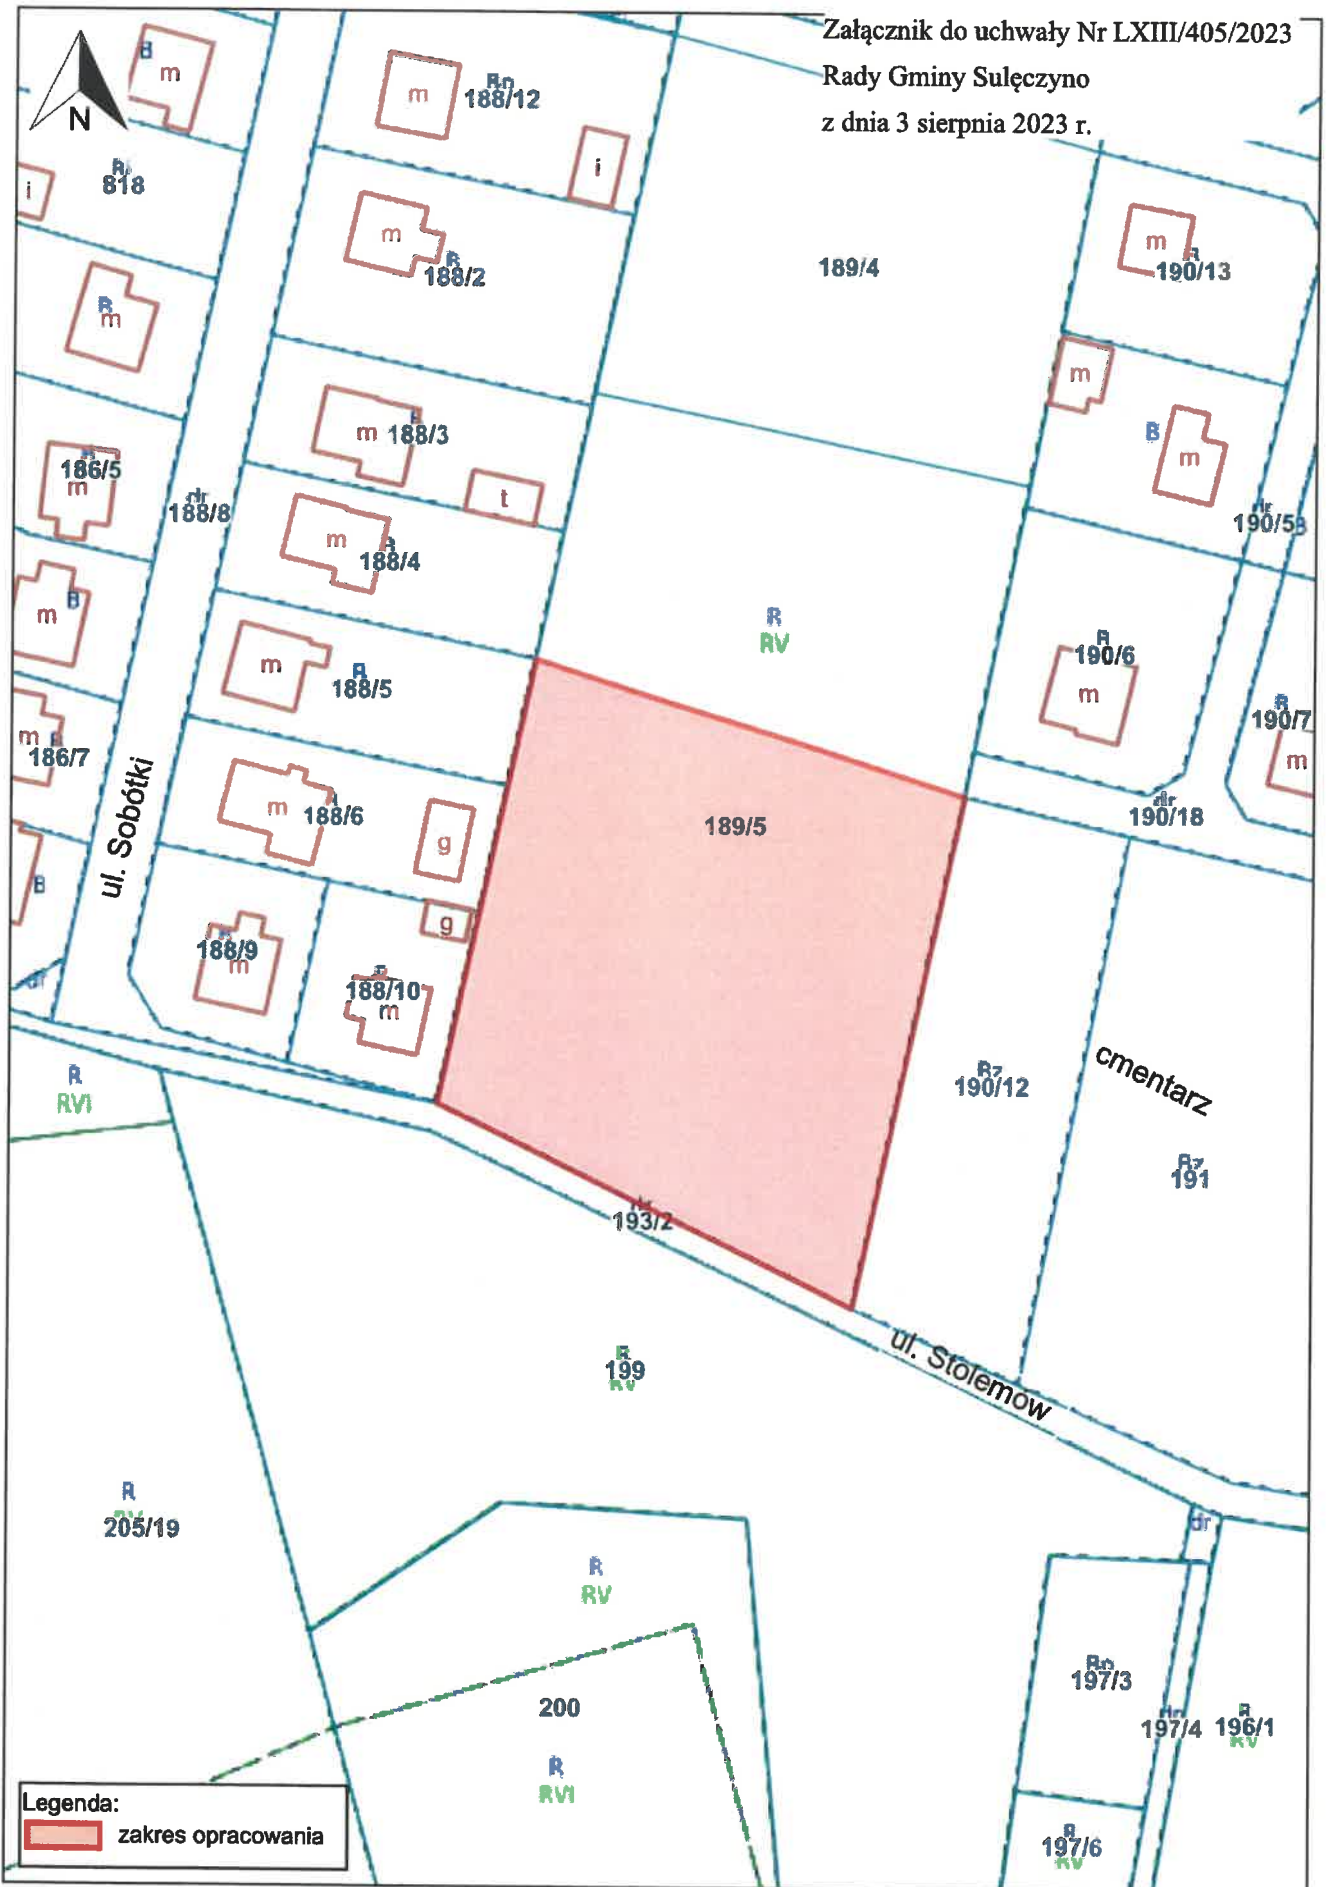 Załącznik do uchwały Nr LXIII/405/2023
Rady Gminy Sulęczyno
z dnia 3 sierpnia 2023 r.
N
B
m
m
188/12
i
818
i
m
188/2
189/4
m
190/13
B
m
m
B
m
m
188/3
t
186/5
m
dr
188/8
190/5
B
m
188/4
B
m
R
RV
190/6
m
m
188/5
190/7
m
m
186/7
m
188/6
g
189/5
dr
190/18
ul. Sobótki
B
g
188/9
m
188/10
m
dr
R
RVI
190/12
cmentarz
191
193/2
ul. Stolemów
199
R
205/19
dr
R
RV
197/3
200
197/4
196/1
R
RVI
197/6
Legenda:
zakres opracowania